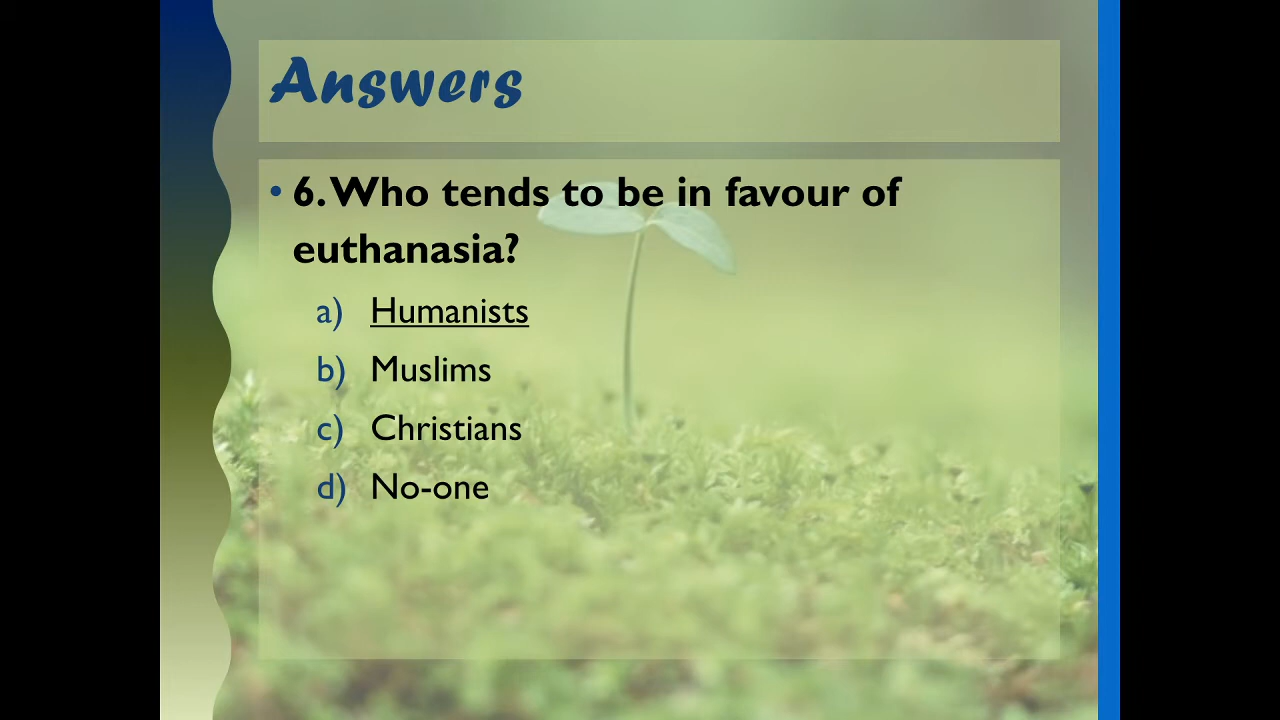 Answers
• 6. Who tends to be in favour of
euthanasia?
a) Humanists
b) Muslims
c) Christians
d) No-one